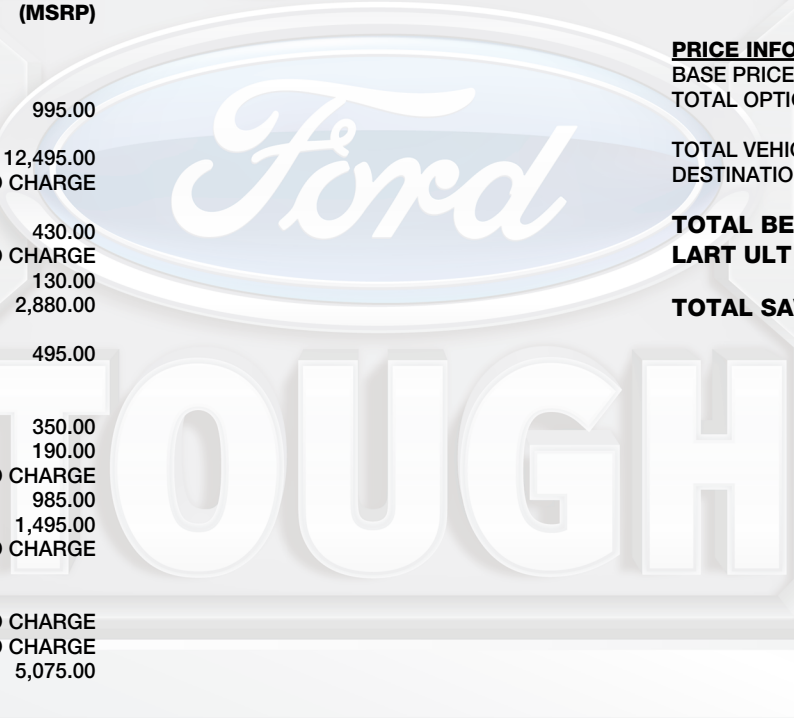 (MSRP)
995.00
12,495.00
CHARGE
430.00
CHARGE
130.00
2,880.00
495.00
350.00
190.00
CHARGE
985.00
1,495.00
CHARGE
CHARGE
CHARGE
5,075.00
PRICE INFO
BASE PRICE
TOTAL OPTIO
TOTAL VEHIC
DESTINATIO
TOTAL BE
LART ULT
TOTAL SA
Ford
TOUGH